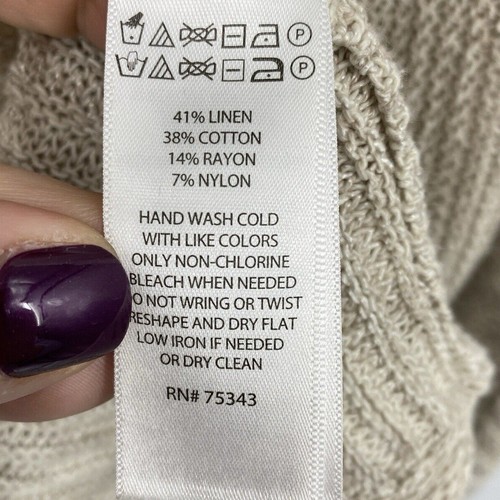 P
P
41% LINEN
38% COTTON
14% RAYON
7% NYLON
HAND WASH COLD
WITH LIKE COLORS
ONLY NON-CHLORINE
BLEACH WHEN NEEDED
DO NOT WRING OR TWIST
RESHAPE AND DRY FLAT
LOW IRON IF NEEDED
OR DRY CLEAN
RN# 75343